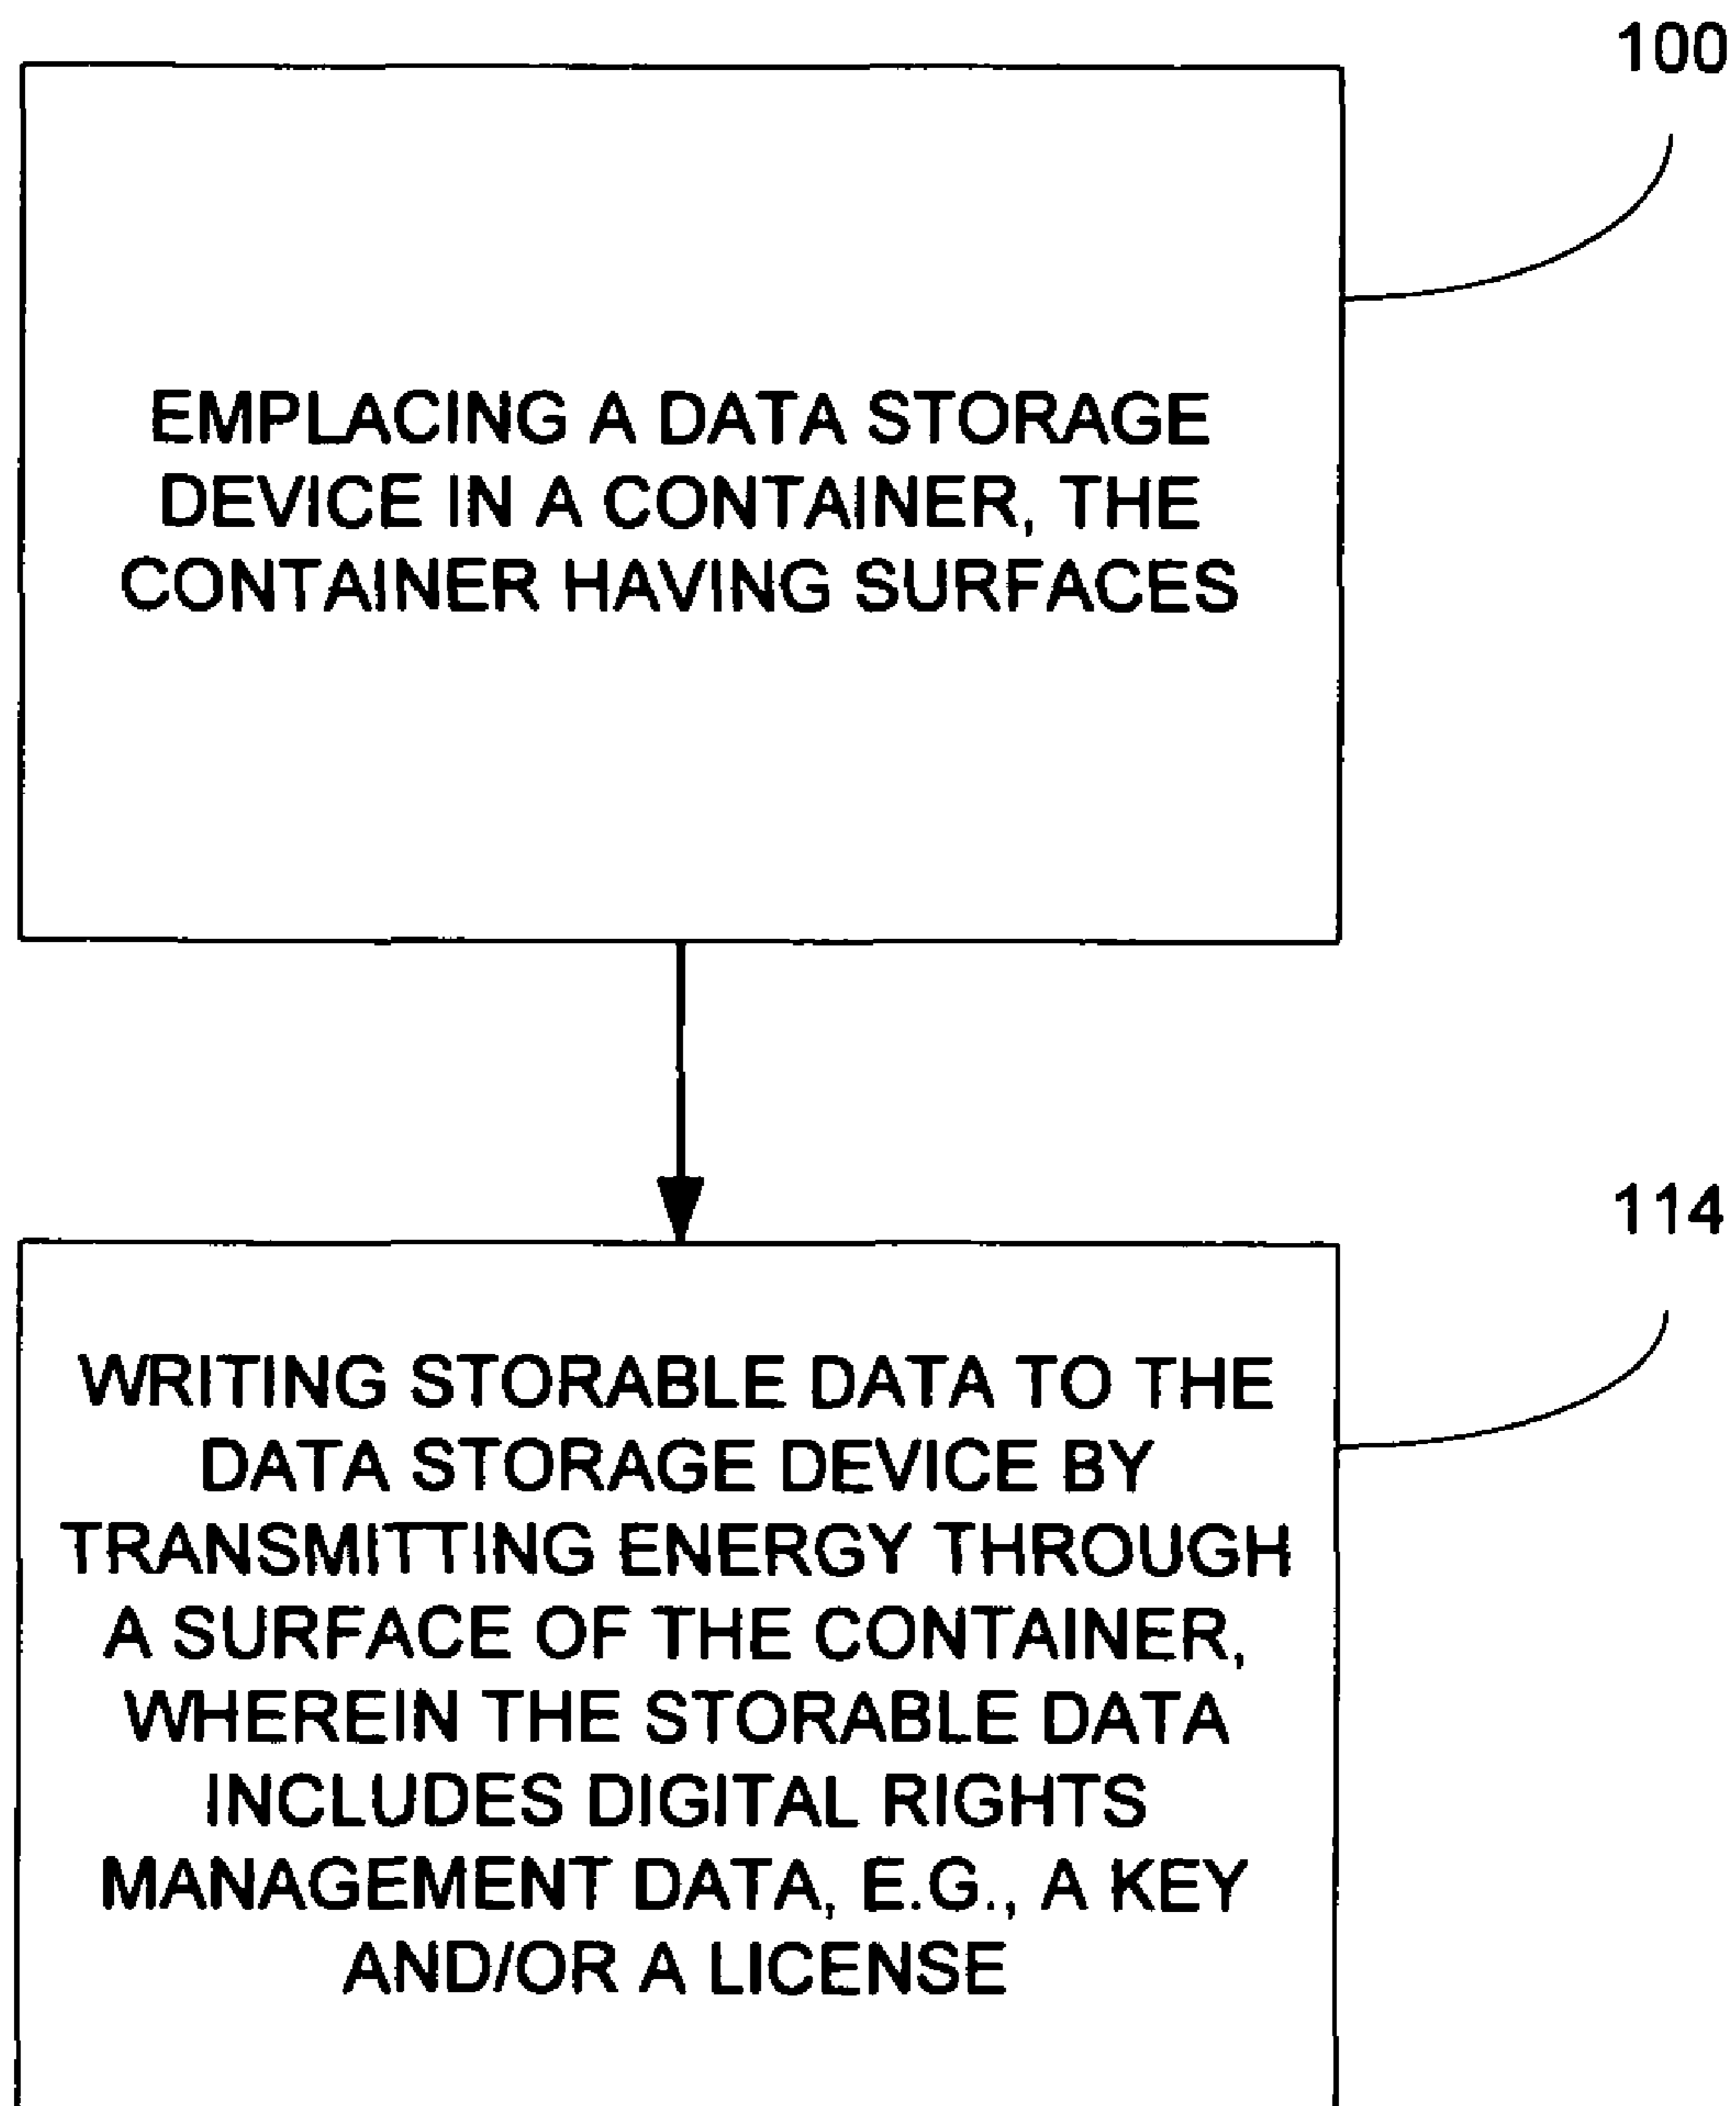 100
EMPLACING A DATA STORAGE
DEVICE IN A CONTAINER, THE
CONTAINER HAVING SURFACES
114
WRITING STORABLE DATA TO THE
DATA STORAGE DEVICE BY
TRANSMITTING ENERGY THROUGH
A SURFACE OF THE CONTAINER,
WHEREIN THE STORABLE DATA
INCLUDES DIGITAL RIGHTS
MANAGEMENT DATA, E.G., A KEY
AND/OR A LICENSE